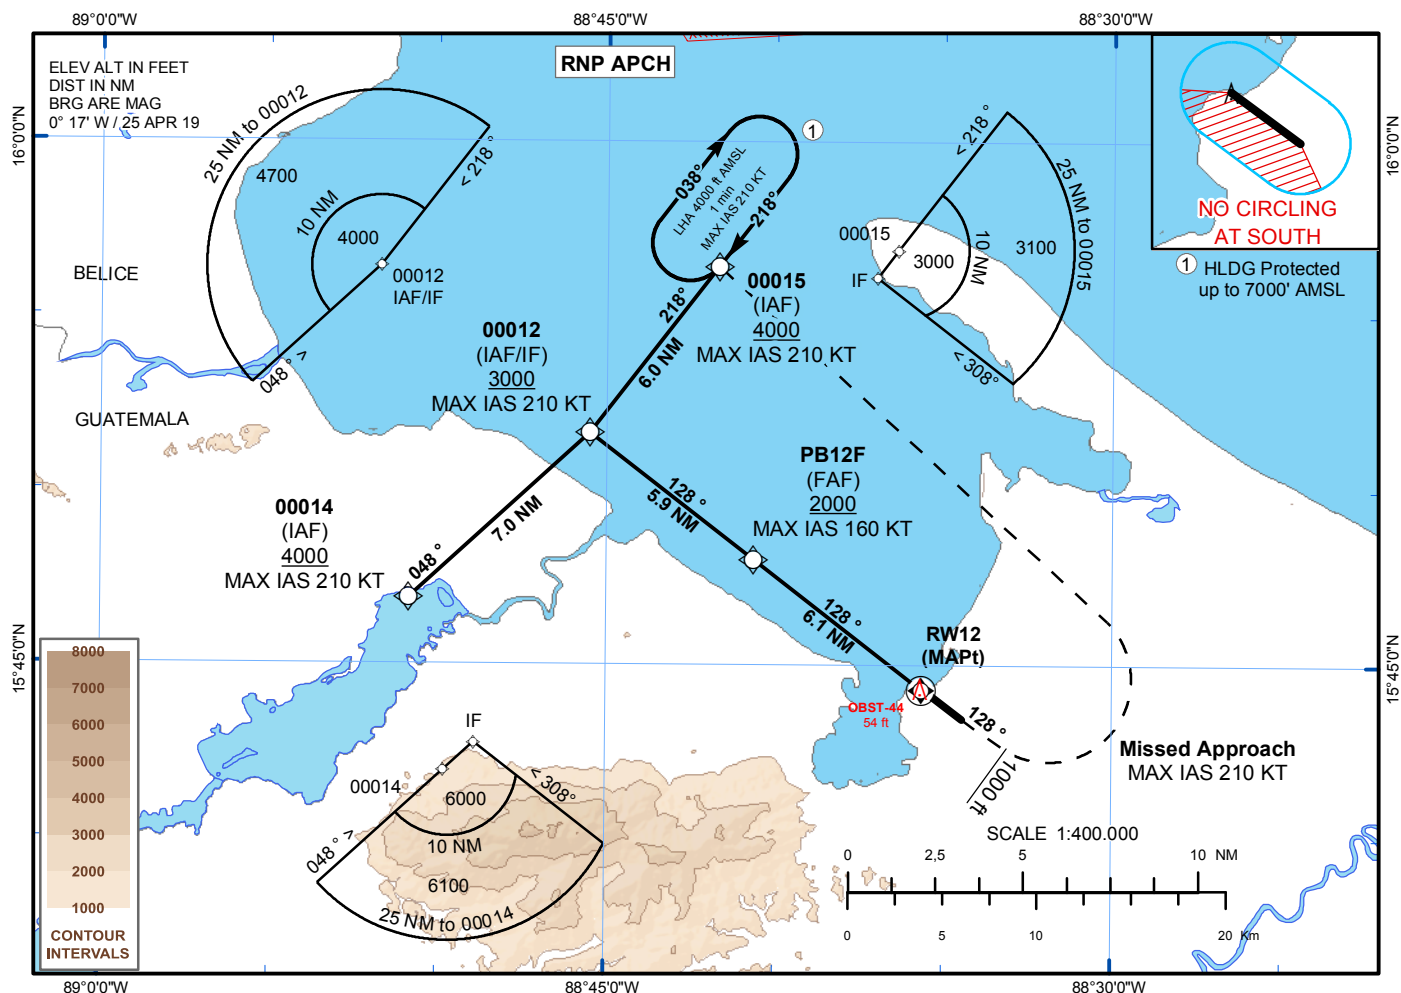 89°0'0"W
88°45'0"W
88°30'0"W
16°0'0"N
16°0'0"N
15°45'0"N
15°45'0"N
RNP APCH
ELEV ALT IN FEET
DIST IN NM
BRG ARE MAG
0° 17' W / 25 APR 19
25 NM to 00012
4700
10 NM
4000
< 218°
00012
IAF/IF
048° >
BELICE
GUATEMALA
1
038°
LHA 4000 ft AMSL
1 min
MAX IAS 210 KT
218°
< 218°
25 NM to 00015
00015
3000
10 NM
3100
IF
< 308°
NO CIRCLING
AT SOUTH
1 HLDG Protected
up to 7000' AMSL
00015
(IAF)
4000
MAX IAS 210 KT
218°
6.0 NM
00012
(IAF/IF)
3000
MAX IAS 210 KT
00014
(IAF)
4000
MAX IAS 210 KT
048°
7.0 NM
128°
5.9 NM
PB12F
(FAF)
2000
MAX IAS 160 KT
128°
6.1 NM
RW12
(MAPt)
OBST-44
54 ft
128°
1000 ft
Missed Approach
MAX IAS 210 KT
8000
7000
6000
5000
4000
3000
2000
1000
CONTOUR
INTERVALS
IF
00014
6000
< 308°
10 NM
048° >
6100
25 NM to 00014
SCALE 1:400.000
0 2,5 5 10 NM
0 5 10 20 Km
89°0'0"W
88°45'0"W
88°30'0"W